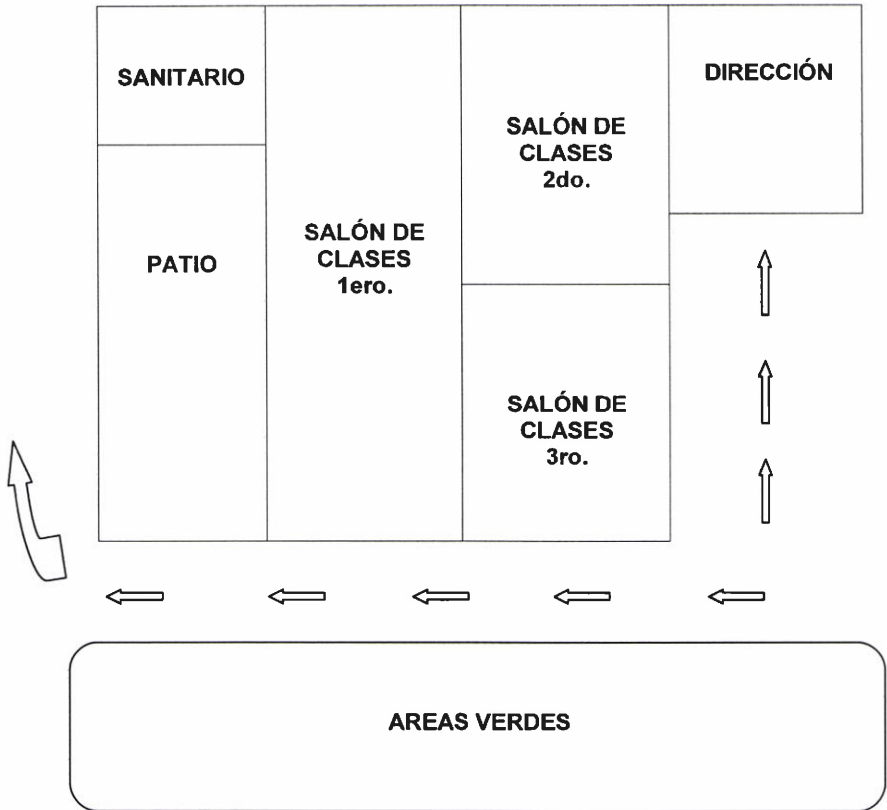 SANITARIO
DIRECCIÓN
SALÓN DE
CLASES
2do.
SALÓN DE
CLASES
1ero.
PATIO
SALÓN DE
CLASES
3ro.
AREAS VERDES